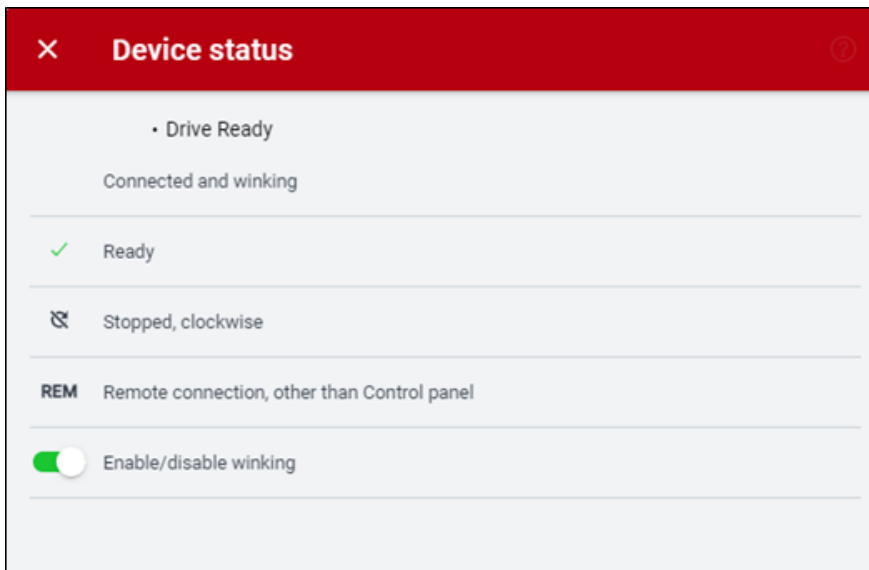 Device status
• Drive Ready
Connected and winking
Ready
Stopped, clockwise
REM Remote connection, other than Control panel
Enable/disable winking